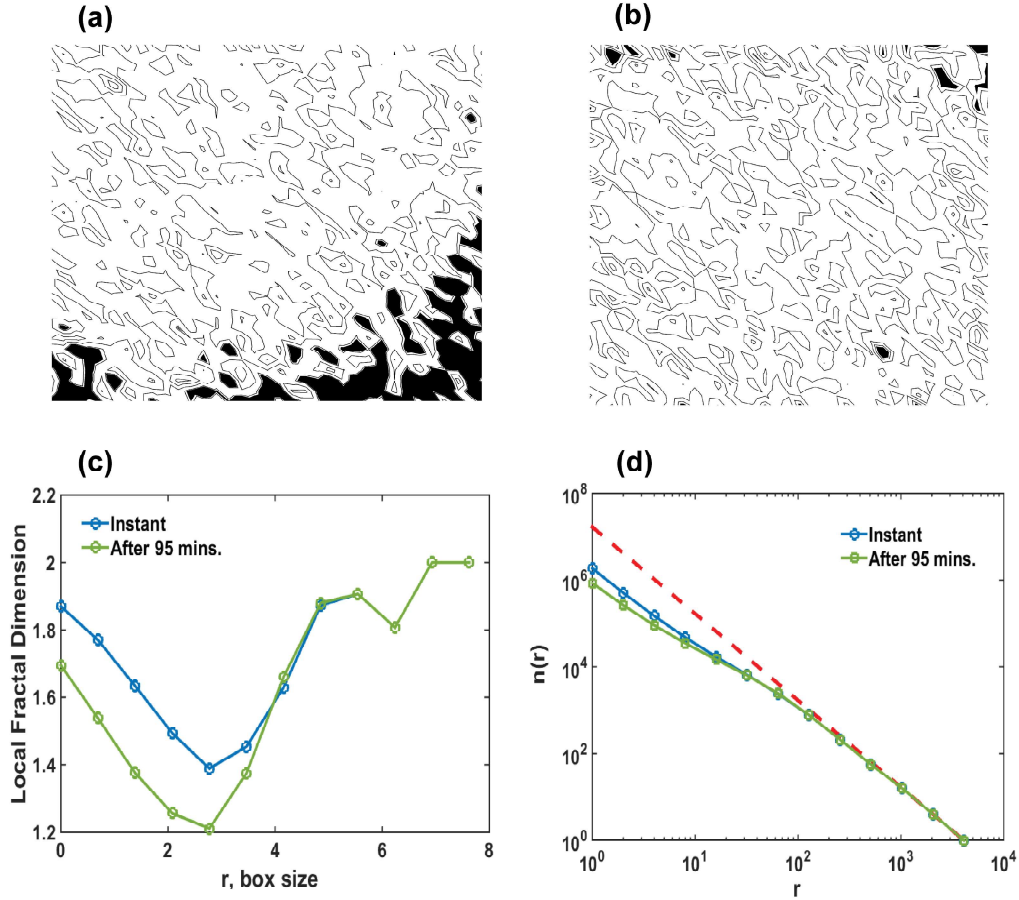 (a)
(b)
(c)
(d)
2.2
2
1.8
1.6
1.4
1.2
Local Fractal Dimension
Instant
After 95 mins.
0 2 4 6 8
r, box size
10^8
10^6
10^4
10^2
10^0
n(r)
Instant
After 95 mins.
10^0 10^1 10^2 10^3 10^4
r